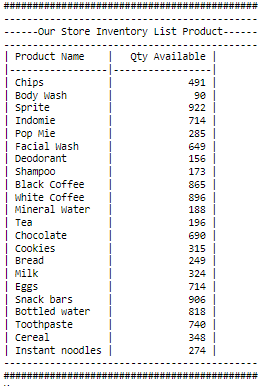 ###########################################
-------------------------------------------
------Our Store Inventory List Product------
-------------------------------------------
| Product Name    |   Qty Available |
|-----------------|-----------------|
| Chips           |             491 |
| Body Wash       |              90 |
| Sprite          |             922 |
| Indomie         |             714 |
| Pop Mie         |             285 |
| Facial Wash     |             649 |
| Deodorant       |             156 |
| Shampoo         |             173 |
| Black Coffee    |             865 |
| White Coffee    |             896 |
| Mineral Water   |             188 |
| Tea             |             196 |
| Chocolate       |             690 |
| Cookies         |             315 |
| Bread           |             249 |
| Milk            |             324 |
| Eggs            |             714 |
| Snack bars      |             906 |
| Bottled water   |             818 |
| Toothpaste      |             740 |
| Cereal          |             348 |
| Instant noodles |             274 |
-------------------------------------------
###########################################